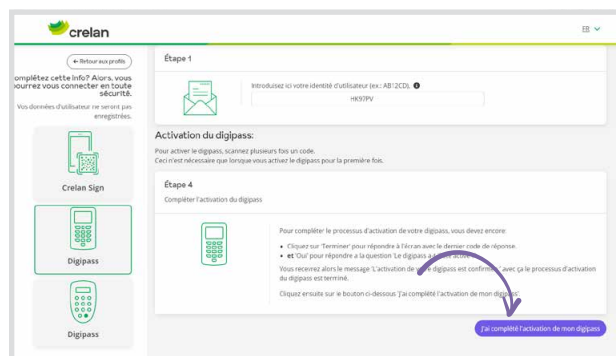 crelan
FR
← Retour aux profils
omplétez cette info? Alors, vous
pourrez vous connecter en toute
sécurité.
Vos données d'utilisateur ne seront pas
enregistrées.
Crelan Sign
Digipass
Digipass
Étape 1
Introduisez ici votre identité d'utilisateur (ex.: AB12CD).
HK97PV
Activation du digipass:
Pour activer le digipass, scannez plusieurs fois un code.
Ceci n'est nécessaire que lorsque vous activez le digipass pour la première fois.
Étape 4
Compléter l'activation du digipass
Pour compléter le processus d'activation de votre digipass, vous devez encore:
• Cliquez sur 'Terminer' pour répondre à l'écran avec le dernier code de réponse.
• et 'Oui' pour répondre a la question 'Le digipass a été activé
Vous recevrez alors le message 'L'activation de votre digipass est confirmée', avec ça le processus d'activation
du digipass est terminé.
Cliquez ensuite sur le bouton ci-dessous 'J'ai complété l'activation de mon digipass'.
J'ai complété l'activation de mon digipass